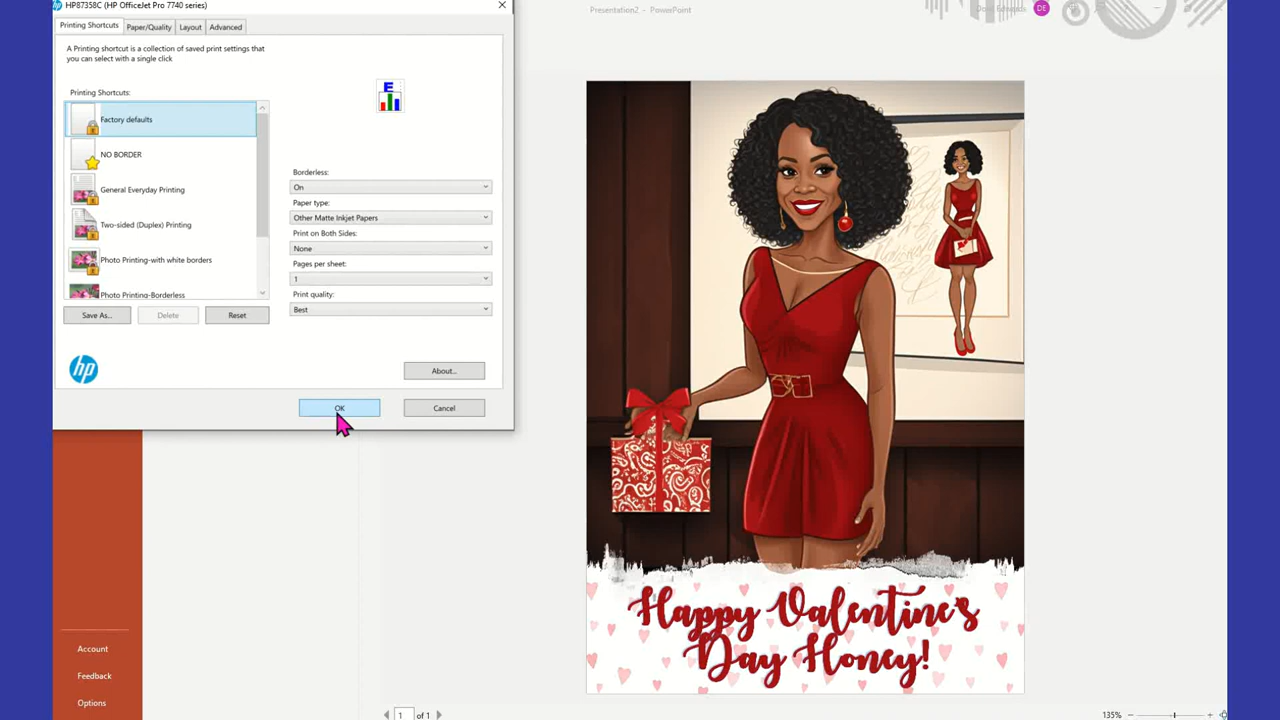 HP87358C (HP OfficeJet Pro 7740 series)
Presentation2 - PowerPoint
DE
Printing Shortcuts
Paper/Quality
Layout
Advanced
A Printing shortcut is a collection of saved print settings that
you can select with a single click
E
Printing Shortcuts:
Factory defaults
NO BORDER
General Everyday Printing
Two-sided (Duplex) Printing
Photo Printing-with white borders
Photo Printing-Borderless
Borderless:
On
Paper type:
Other Matte Inkjet Papers
Print on Both Sides:
None
Pages per sheet:
1
Print quality:
Best
Save As...
Delete
Reset
hp
About...
OK
Cancel
Happy Valentine's
Day Honey!
Account
Feedback
Options
1 of 1
135%